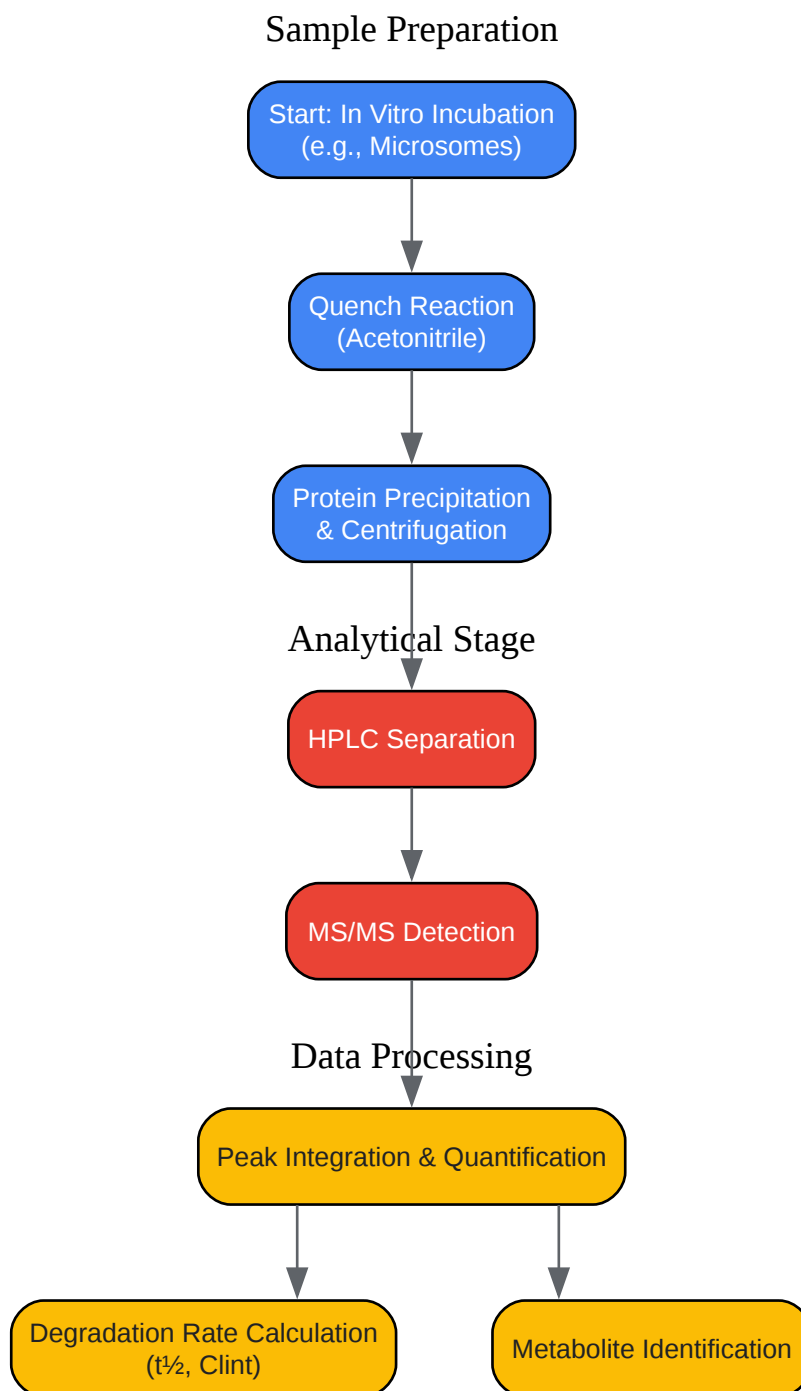 Sample Preparation
Start: In Vitro Incubation
(e.g., Microsomes)
Quench Reaction
(Acetonitrile)
Protein Precipitation
& Centrifugation
Analytical Stage
HPLC Separation
MS/MS Detection
Data Processing
Peak Integration & Quantification
Degradation Rate Calculation
(t½, Clint)
Metabolite Identification